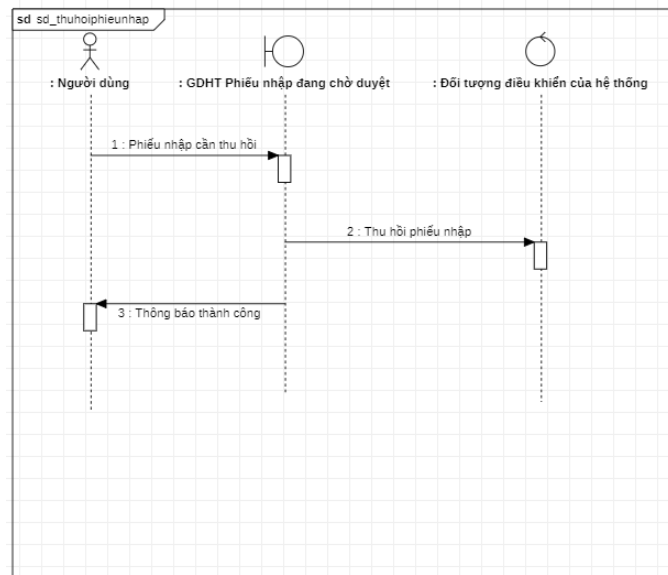 sd sd_thuhoiphieunhap
: Người dùng
: GDHT Phiếu nhập đang chờ duyệt
: Đối tượng điều khiển của hệ thống
1 : Phiếu nhập cần thu hồi
2 : Thu hồi phiếu nhập
3 : Thông báo thành công